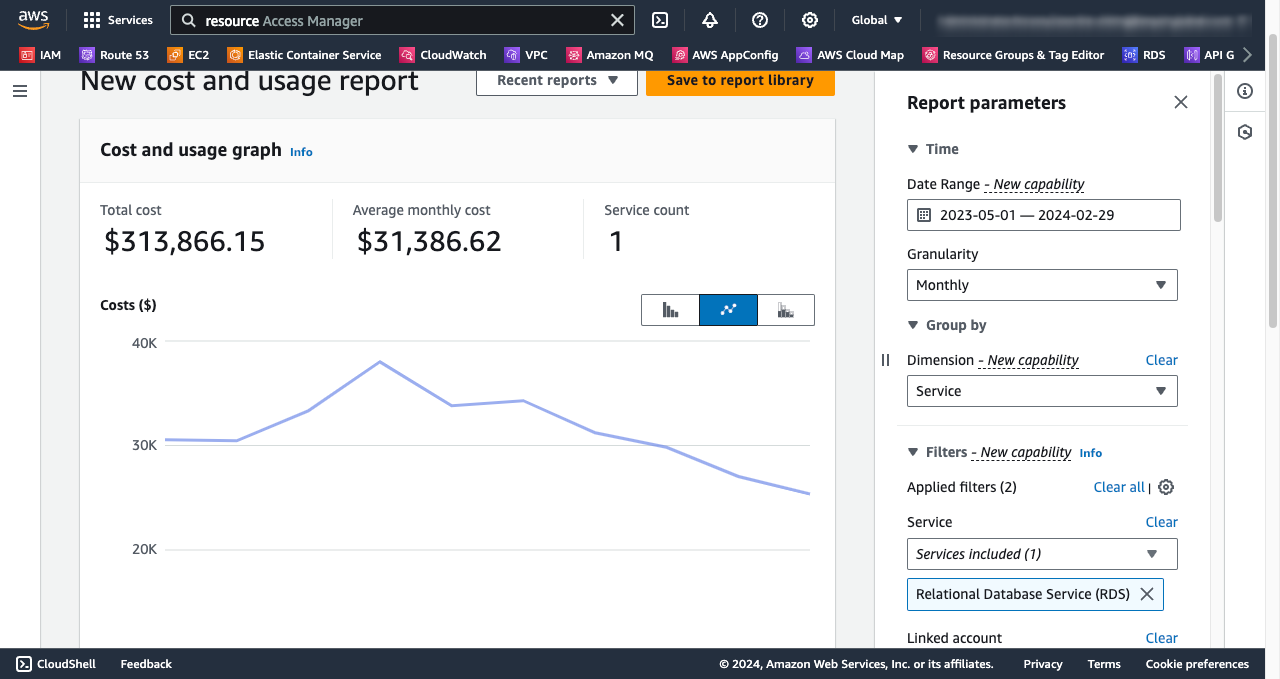 aws
Services
resource Access Manager
Global
IAM
Route 53
EC2
Elastic Container Service
CloudWatch
VPC
Amazon MQ
AWS AppConfig
AWS Cloud Map
Resource Groups & Tag Editor
RDS
API G
New cost and usage report
Recent reports
Save to report library
Cost and usage graph Info
Total cost
$313,866.15
Average monthly cost
$31,386.62
Service count
1
Costs ($)
40K
30K
20K
Report parameters
Time
Date Range - New capability
2023-05-01 — 2024-02-29
Granularity
Monthly
Group by
Dimension - New capability
Clear
Service
Filters - New capability Info
Applied filters (2)
Clear all |
Service
Clear
Services included (1)
Relational Database Service (RDS)
Linked account
Clear
CloudShell
Feedback
© 2024, Amazon Web Services, Inc. or its affiliates.
Privacy
Terms
Cookie preferences